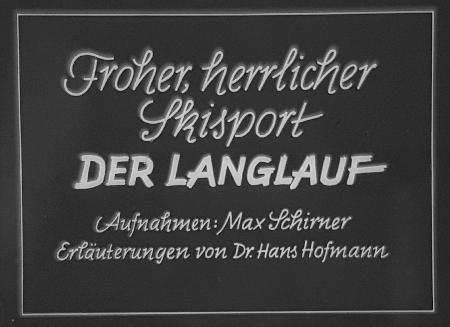 Froher, herrlicher
Skisport
DER LANGLAUF
Aufnahmen: Max Schirner
Erläuterungen von Dr. Hans Hofmann